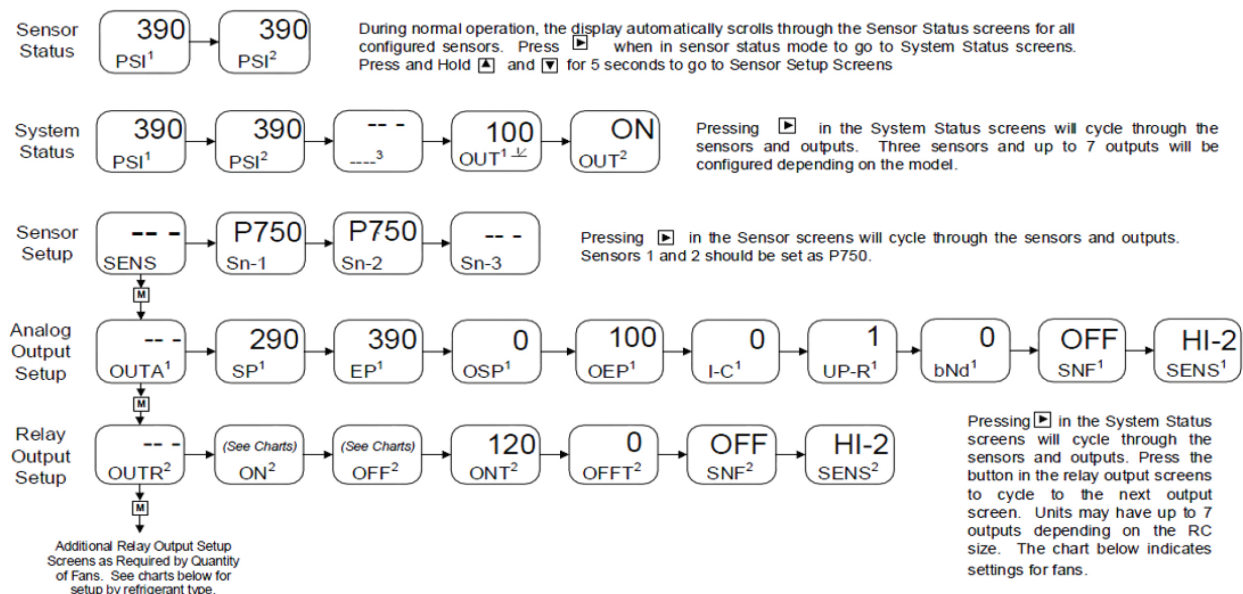 Sensor
Status
390
PSI1
390
PSI2
During normal operation, the display automatically scrolls through the Sensor Status screens for all
configured sensors. Press ▶ when in sensor status mode to go to System Status screens.
Press and Hold ▲ and ▼ for 5 seconds to go to Sensor Setup Screens
System
Status
390
PSI1
390
PSI2
-- -
----3
100
OUT1
ON
OUT2
Pressing ▶ in the System Status screens will cycle through the
sensors and outputs. Three sensors and up to 7 outputs will be
configured depending on the model.
Sensor
Setup
-- -
SENS
P750
Sn-1
P750
Sn-2
-- -
Sn-3
Pressing ▶ in the Sensor screens will cycle through the sensors and outputs.
Sensors 1 and 2 should be set as P750.
M
Analog
Output
Setup
-- -
OUTA1
290
SP1
390
EP1
0
OSP1
100
OEP1
0
I-C1
1
UP-R1
0
bNd1
OFF
SNF1
HI-2
SENS1
M
Relay
Output
Setup
-- -
OUTR2
(See Charts)
ON2
(See Charts)
OFF2
120
ONT2
0
OFFT2
OFF
SNF2
HI-2
SENS2
Pressing ▶ in the System Status
screens will cycle through the
sensors and outputs. Press the
button in the relay output screens
to cycle to the next output
screen. Units may have up to 7
outputs depending on the RC
size. The chart below indicates
settings for fans.
M
Additional Relay Output Setup
Screens as Required by Quantity
of Fans. See charts below for
setup by refrigerant type.